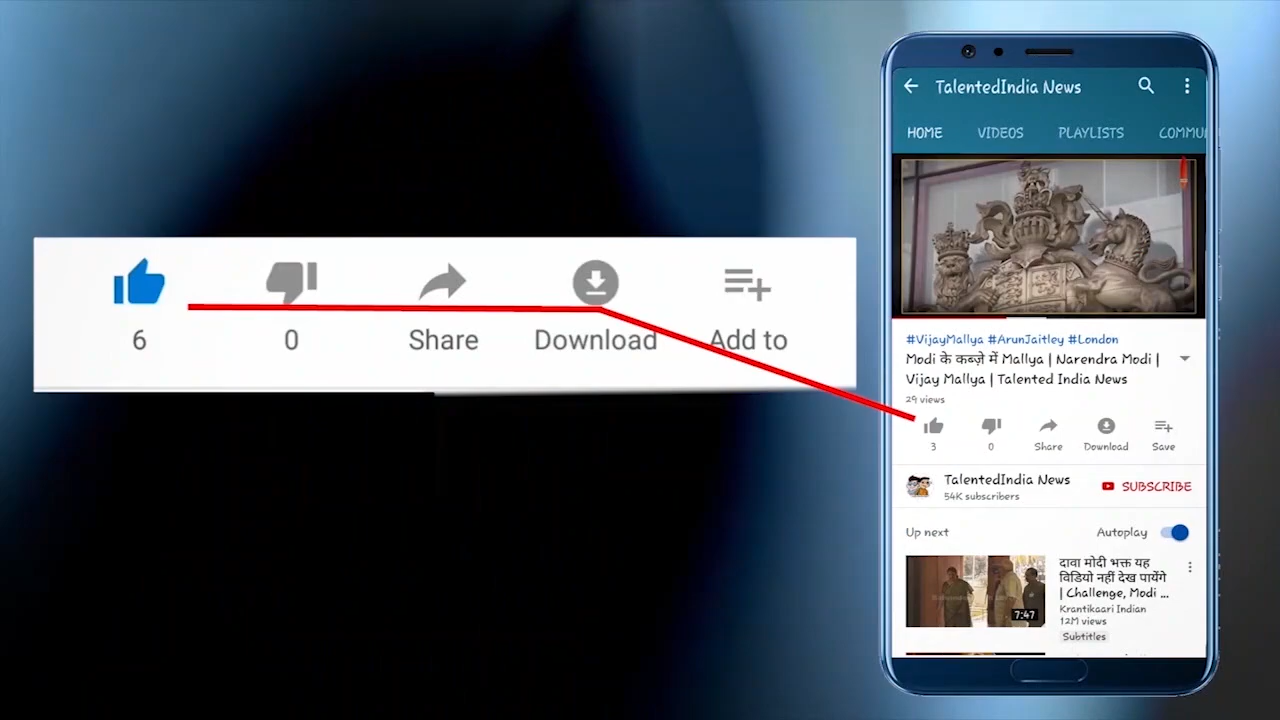 6
0
Share
Download
Add to
TalentedIndia News
HOME VIDEOS PLAYLISTS COMMU
#VijayMallya #ArunJaitley #London
Modi के कब्ज़े में Mallya | Narendra Modi |
Vijay Mallya | Talented India News
29 views
3
0
Share
Download
Save
TalentedIndia News
54K subscribers
SUBSCRIBE
Up next
Autoplay
7:47
दावा मोदी भक्त यह
विडियो नहीं देख पायेंगे
| Challenge, Modi ...
Krantikaari Indian
12M views
Subtitles